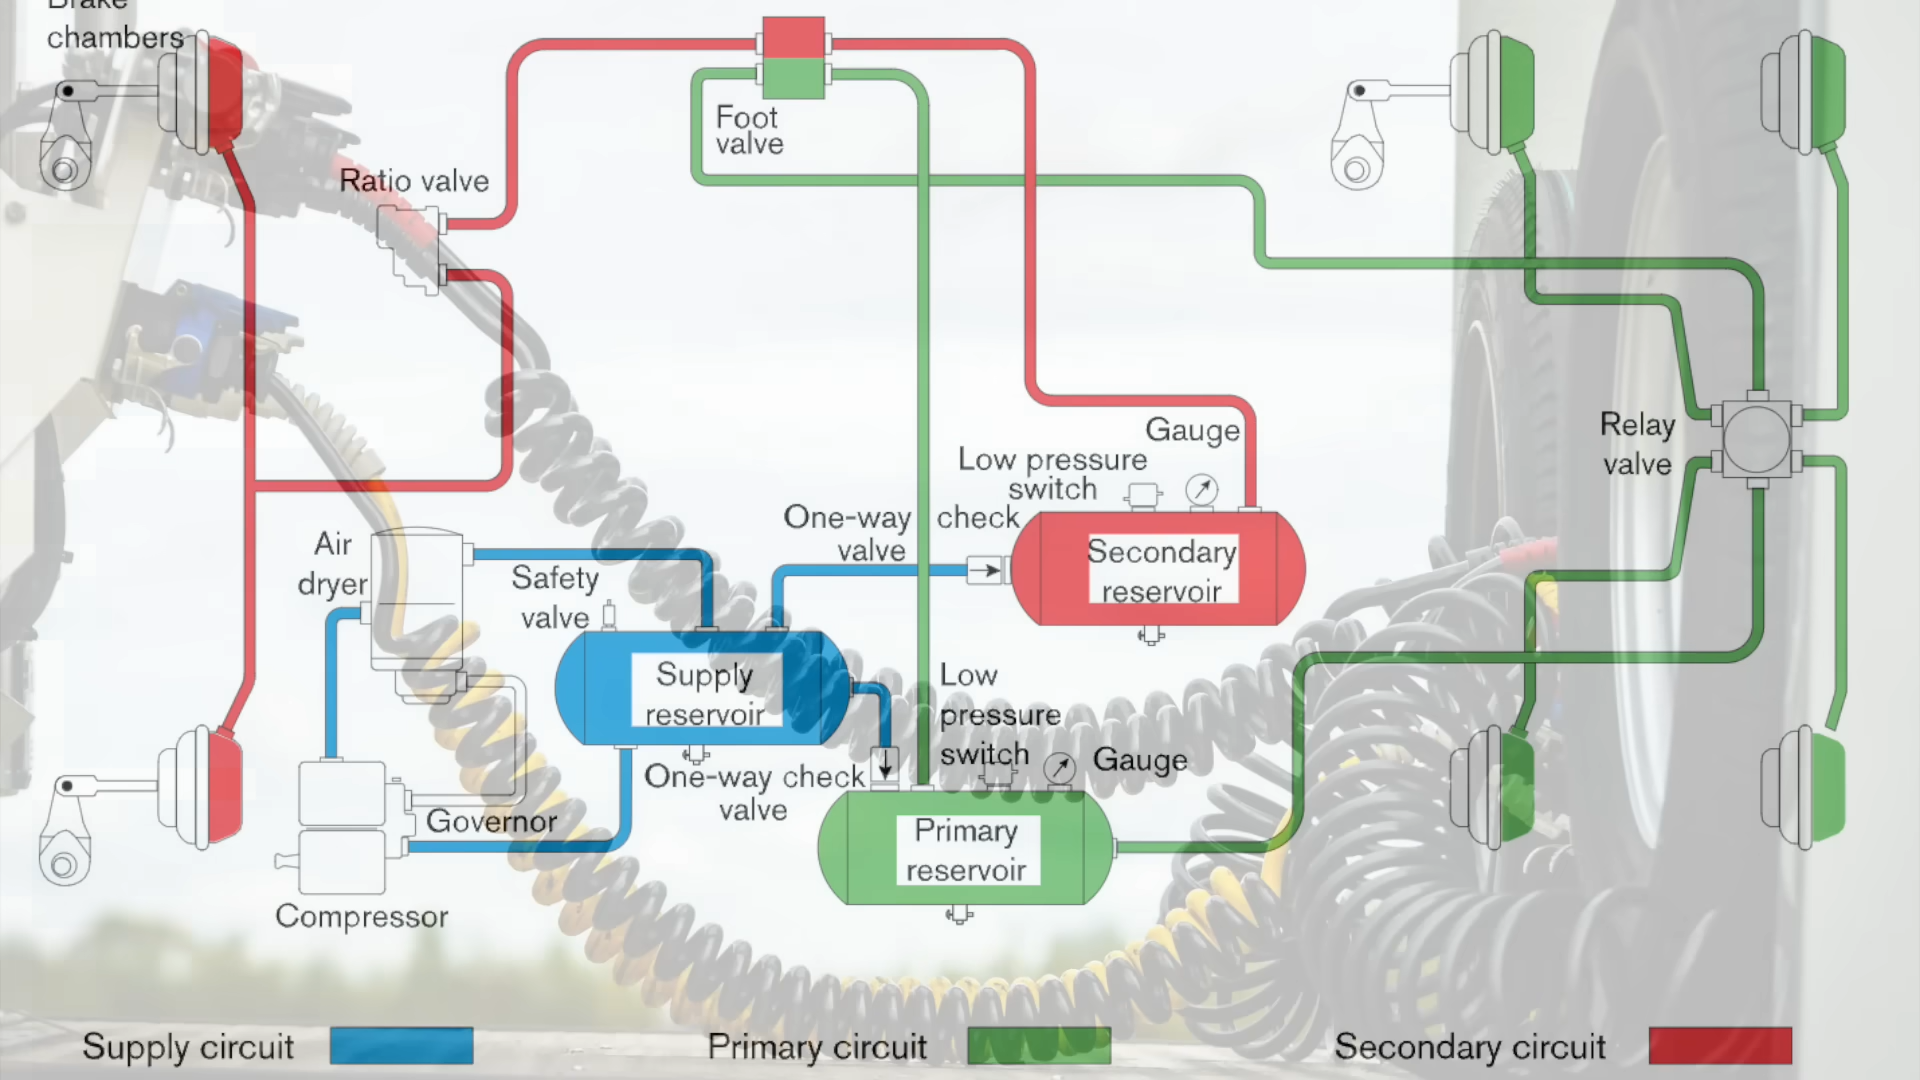 Brake
chambers
Foot
valve
Ratio valve
Gauge
Low pressure
switch
Relay
valve
One-way check
valve
Air
dryer
Safety
valve
Secondary
reservoir
Supply
reservoir
Low
pressure
switch
Gauge
One-way check
valve
Governor
Primary
reservoir
Compressor
Supply circuit
Primary circuit
Secondary circuit